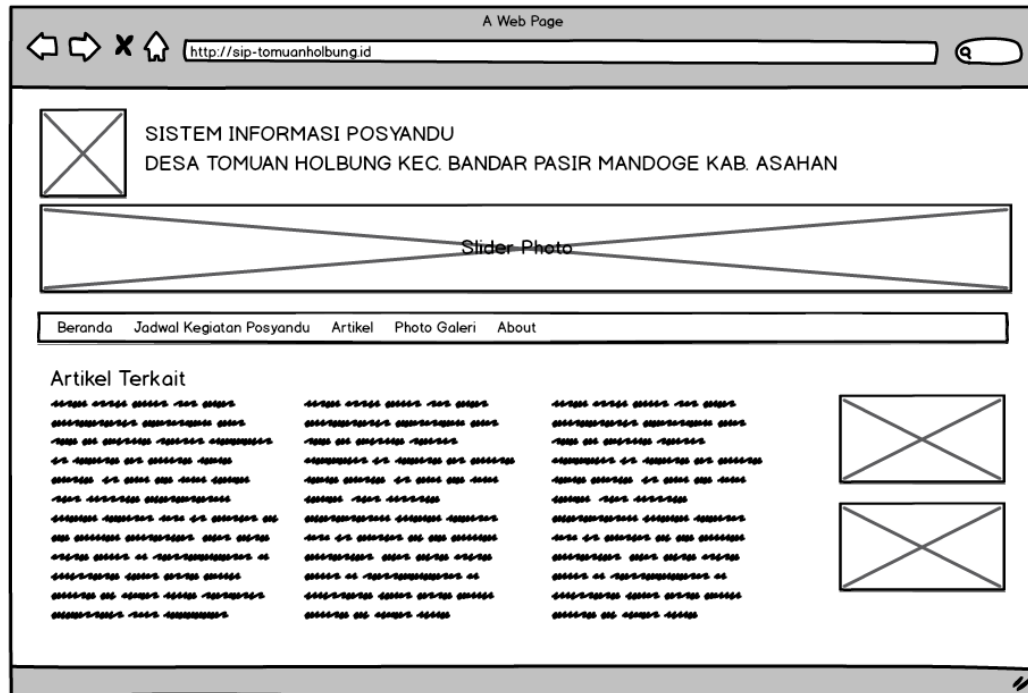 A Web Page
http://sip-tomuanholbung.id
SISTEM INFORMASI POSYANDU
DESA TOMUAN HOLBUNG KEC. BANDAR PASIR MANDOGE KAB. ASAHAN
Slider Photo
Beranda Jadwal Kegiatan Posyandu Artikel Photo Galeri About
Artikel Terkait